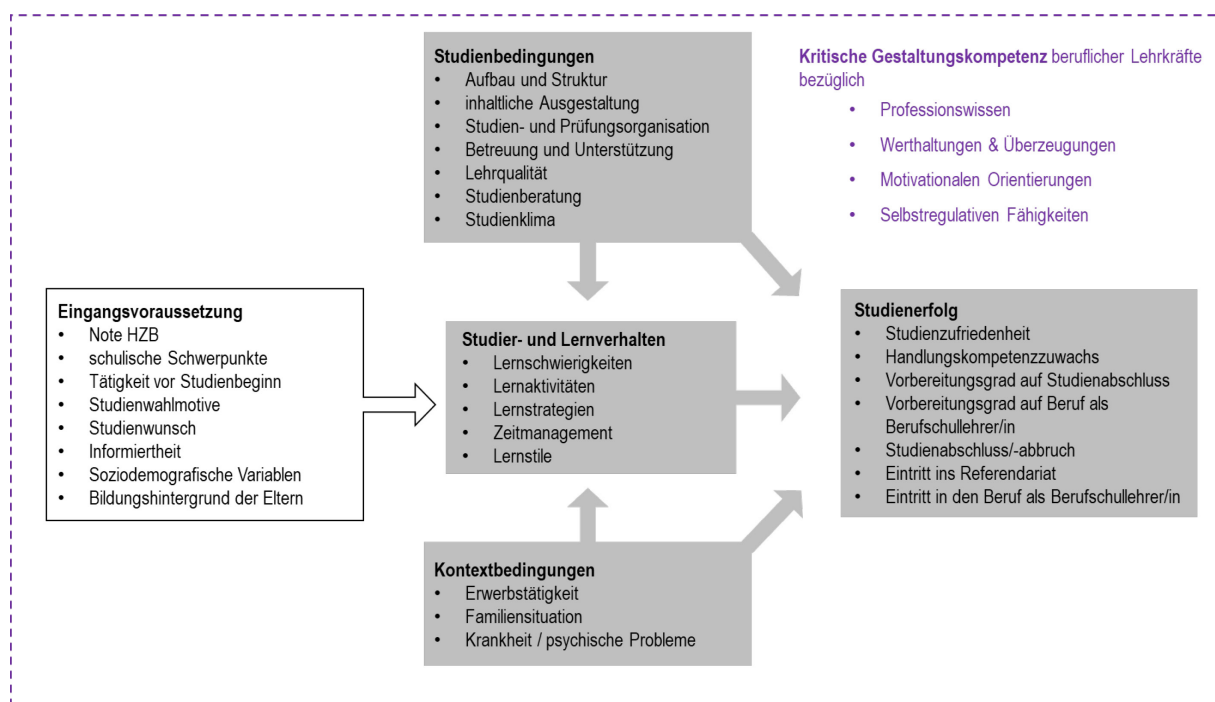 Studienbedingungen
• Aufbau und Struktur
• inhaltliche Ausgestaltung
• Studien- und Prüfungsorganisation
• Betreuung und Unterstützung
• Lehrqualität
• Studienberatung
• Studienklima
Kritische Gestaltungskompetenz beruflicher Lehrkräfte
bezüglich
• Professionswissen
• Werthaltungen & Überzeugungen
• Motivationalen Orientierungen
• Selbstregulativen Fähigkeiten
Eingangsvoraussetzung
• Note HZB
• schulische Schwerpunkte
• Tätigkeit vor Studienbeginn
• Studienwahlmotive
• Studienwunsch
• Informiertheit
• Soziodemografische Variablen
• Bildungshintergrund der Eltern
Studier- und Lernverhalten
• Lernschwierigkeiten
• Lernaktivitäten
• Lernstrategien
• Zeitmanagement
• Lernstile
Studienerfolg
• Studienzufriedenheit
• Handlungskompetenzzuwachs
• Vorbereitungsgrad auf Studienabschluss
• Vorbereitungsgrad auf Beruf als
Berufschullehrer/in
• Studienabschluss/-abbruch
• Eintritt ins Referendariat
• Eintritt in den Beruf als Berufschullehrer/in
Kontextbedingungen
• Erwerbstätigkeit
• Familiensituation
• Krankheit / psychische Probleme